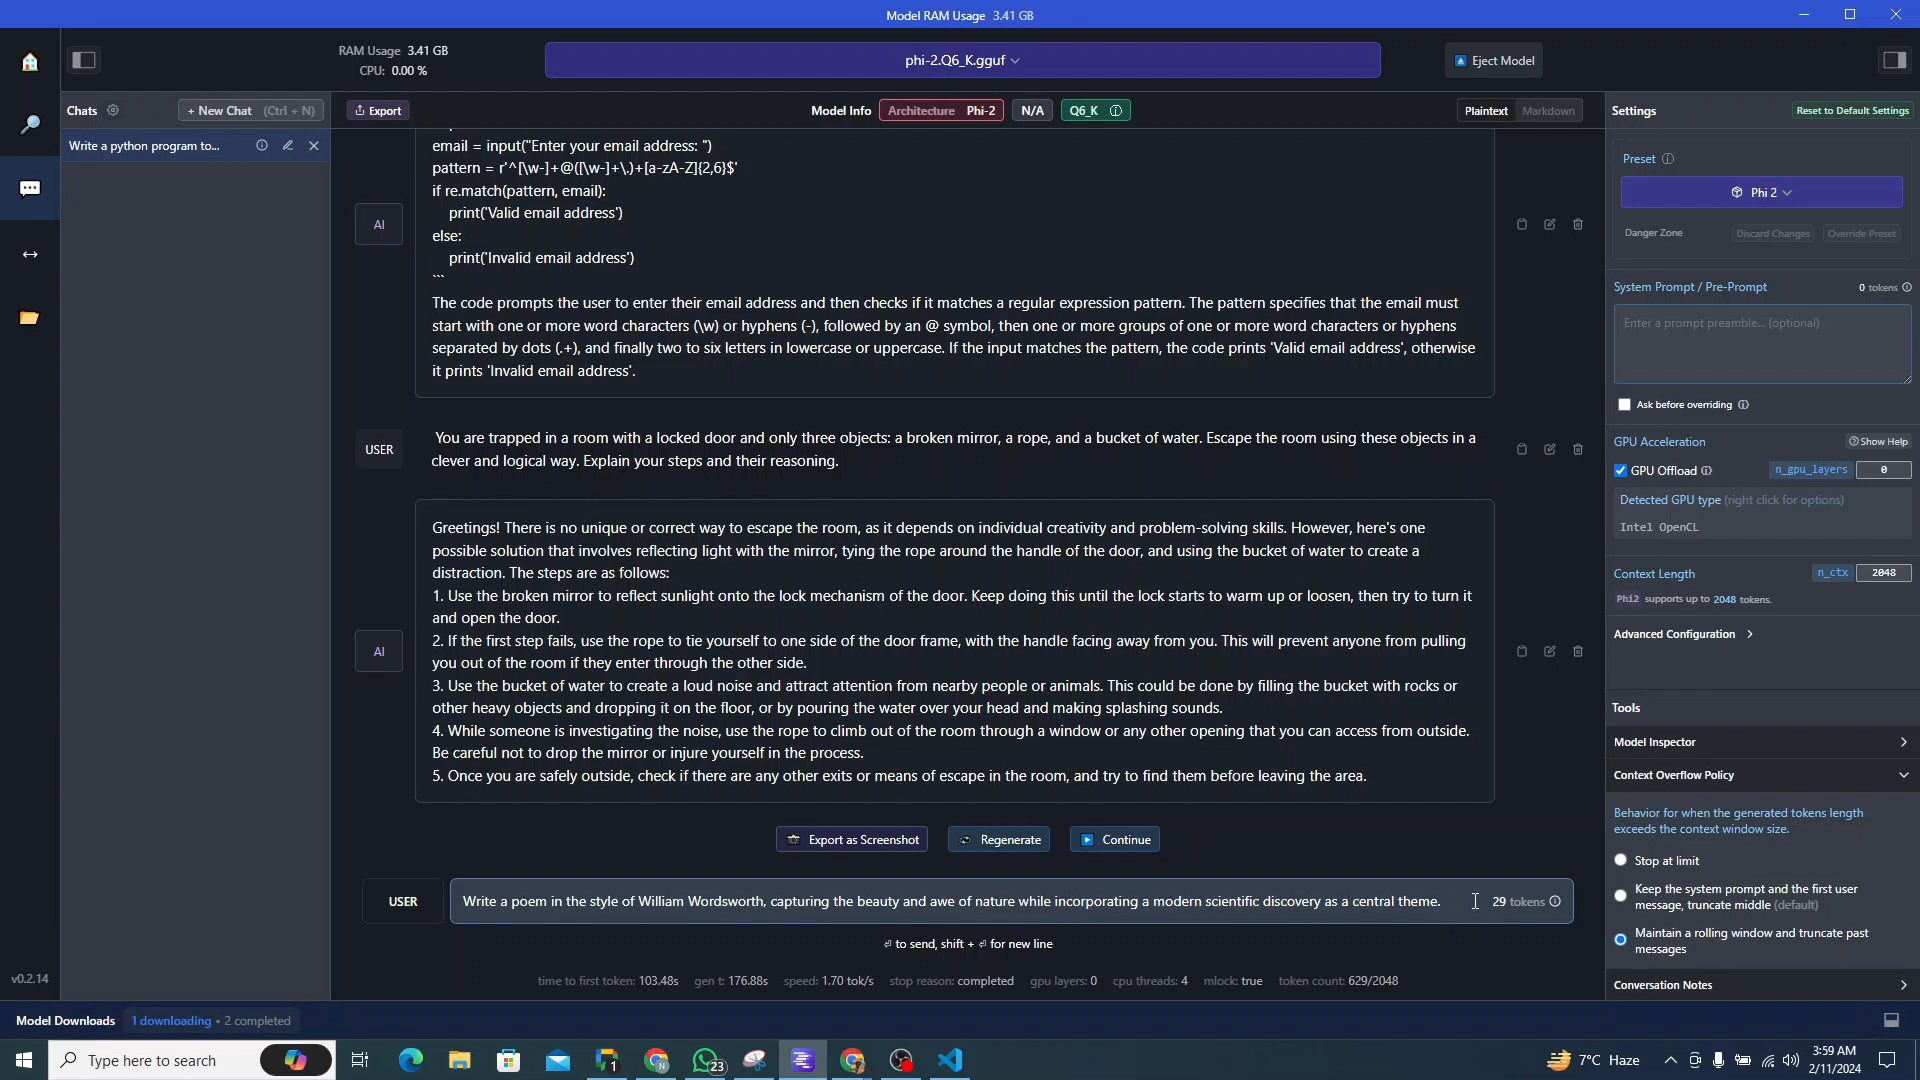 Model RAM Usage 3.41 GB
RAM Usage 3.41 GB
CPU: 0.00 %
phi-2.Q6_K.gguf
Eject Model
Chats
+ New Chat (Ctrl + N)
Export
Model Info Architecture Phi-2 N/A Q6_K
Plaintext Markdown
Settings
Reset to Default Settings
Write a python program to...
email = input("Enter your email address: ")
pattern = r'^[\w-]+@([\w-]+\.)+[a-zA-Z]{2,6}$'
if re.match(pattern, email):
print('Valid email address')
else:
print('Invalid email address')
```
AI
The code prompts the user to enter their email address and then checks if it matches a regular expression pattern. The pattern specifies that the email must
start with one or more word characters (\w) or hyphens (-), followed by an @ symbol, then one or more groups of one or more word characters or hyphens
separated by dots (.+), and finally two to six letters in lowercase or uppercase. If the input matches the pattern, the code prints 'Valid email address', otherwise
it prints 'Invalid email address'.
USER
You are trapped in a room with a locked door and only three objects: a broken mirror, a rope, and a bucket of water. Escape the room using these objects in a
clever and logical way. Explain your steps and their reasoning.
AI
Greetings! There is no unique or correct way to escape the room, as it depends on individual creativity and problem-solving skills. However, here's one
possible solution that involves reflecting light with the mirror, tying the rope around the handle of the door, and using the bucket of water to create a
distraction. The steps are as follows:
1. Use the broken mirror to reflect sunlight onto the lock mechanism of the door. Keep doing this until the lock starts to warm up or loosen, then try to turn it
and open the door.
2. If the first step fails, use the rope to tie yourself to one side of the door frame, with the handle facing away from you. This will prevent anyone from pulling
you out of the room if they enter through the other side.
3. Use the bucket of water to create a loud noise and attract attention from nearby people or animals. This could be done by filling the bucket with rocks or
other heavy objects and dropping it on the floor, or by pouring the water over your head and making splashing sounds.
4. While someone is investigating the noise, use the rope to climb out of the room through a window or any other opening that you can access from outside.
Be careful not to drop the mirror or injure yourself in the process.
5. Once you are safely outside, check if there are any other exits or means of escape in the room, and try to find them before leaving the area.
Export as Screenshot
Regenerate
Continue
USER
Write a poem in the style of William Wordsworth, capturing the beauty and awe of nature while incorporating a modern scientific discovery as a central theme.
29 tokens
⏎ to send, shift + ⏎ for new line
time to first token: 103.48s gen t: 176.88s speed: 1.70 tok/s stop reason: completed gpu layers: 0 cpu threads: 4 mlock: true token count: 629/2048
Preset
Phi 2
Danger Zone Discard Changes Override Preset
System Prompt / Pre-Prompt 0 tokens
Enter a prompt preamble... (optional)
Ask before overriding
GPU Acceleration Show Help
GPU Offload n_gpu_layers 0
Detected GPU type (right click for options)
Intel OpenCL
Context Length n_ctx 2048
Phi2 supports up to 2048 tokens.
Advanced Configuration
Tools
Model Inspector
Context Overflow Policy
Behavior for when the generated tokens length
exceeds the context window size.
Stop at limit
Keep the system prompt and the first user
message, truncate middle (default)
Maintain a rolling window and truncate past
messages
Conversation Notes
v0.2.14
Model Downloads 1 downloading • 2 completed
Type here to search
1
N
23
7°C Haze
3:59 AM
2/11/2024